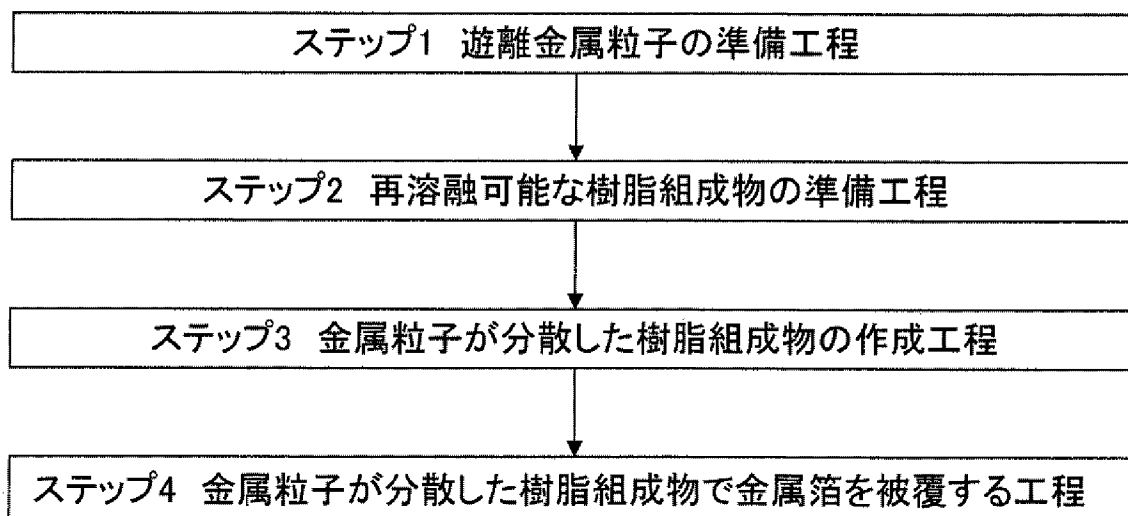 ステップ1 遊離金属粒子の準備工程
ステップ2 再溶融可能な樹脂組成物の準備工程
ステップ3 金属粒子が分散した樹脂組成物の作成工程
ステップ4 金属粒子が分散した樹脂組成物で金属箔を被覆する工程